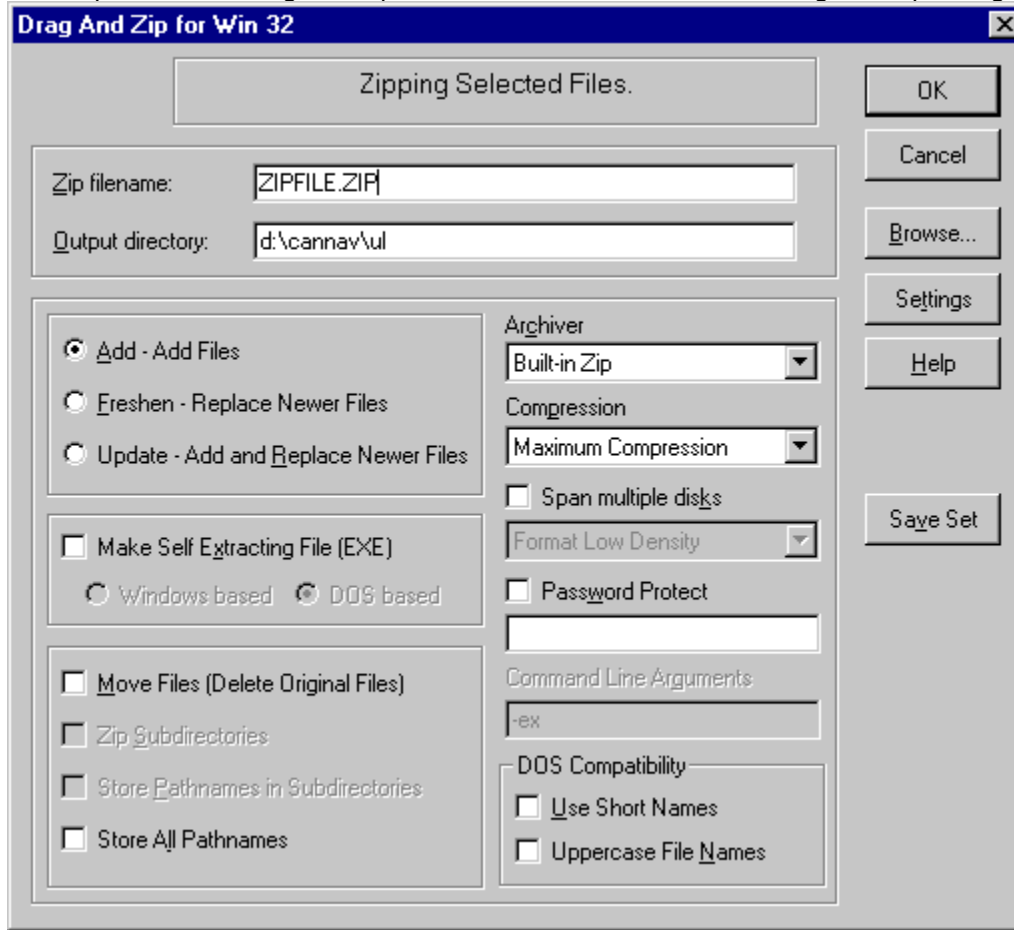 Drag And Zip for Win 32
Zipping Selected Files.
OK
Cancel
Zip filename: ZIPFILE.ZIP
Output directory: d:\cannav\ul
Browse...
Settings
Help
Save Set
Add - Add Files
Freshen - Replace Newer Files
Update - Add and Replace Newer Files
Make Self Extracting File (EXE)
Windows based DOS based
Move Files (Delete Original Files)
Zip Subdirectories
Store Pathnames in Subdirectories
Store All Pathnames
Archiver
Built-in Zip
Compression
Maximum Compression
Span multiple disks
Format Low Density
Password Protect
Command Line Arguments
-ex
DOS Compatibility
Use Short Names
Uppercase File Names